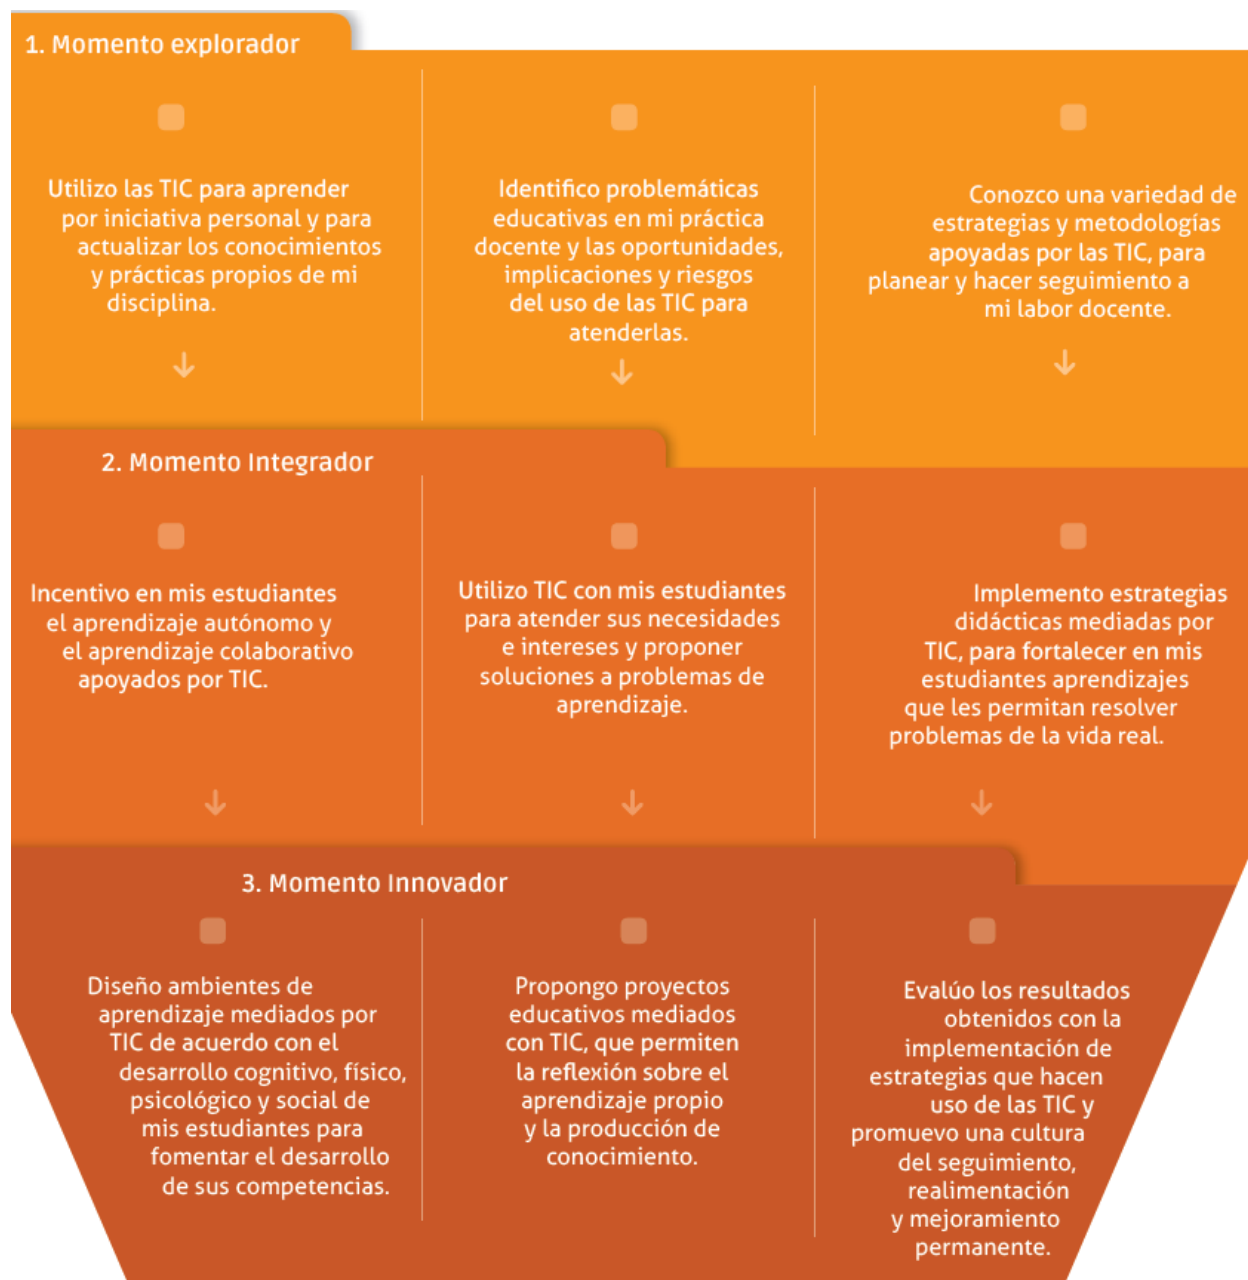 1. Momento explorador
Utilizo las TIC para aprender
por iniciativa personal y para
actualizar los conocimientos
y prácticas propios de mi
disciplina.
Identifico problemáticas
educativas en mi práctica
docente y las oportunidades,
implicaciones y riesgos
del uso de las TIC para
atenderlas.
Conozco una variedad de
estrategias y metodologías
apoyadas por las TIC, para
planear y hacer seguimiento a
mi labor docente.
2. Momento Integrador
Incentivo en mis estudiantes
el aprendizaje autónomo y
el aprendizaje colaborativo
apoyados por TIC.
Utilizo TIC con mis estudiantes
para atender sus necesidades
e intereses y proponer
soluciones a problemas de
aprendizaje.
Implemento estrategias
didácticas mediadas por
TIC, para fortalecer en mis
estudiantes aprendizajes
que les permitan resolver
problemas de la vida real.
3. Momento Innovador
Diseño ambientes de
aprendizaje mediados por
TIC de acuerdo con el
desarrollo cognitivo, físico,
psicológico y social de
mis estudiantes para
fomentar el desarrollo
de sus competencias.
Propongo proyectos
educativos mediados
con TIC, que permiten
la reflexión sobre el
aprendizaje propio
y la producción de
conocimiento.
Evalúo los resultados
obtenidos con la
implementación de
estrategias que hacen
uso de las TIC y
promuevo una cultura
del seguimiento,
realimentación
y mejoramiento
permanente.